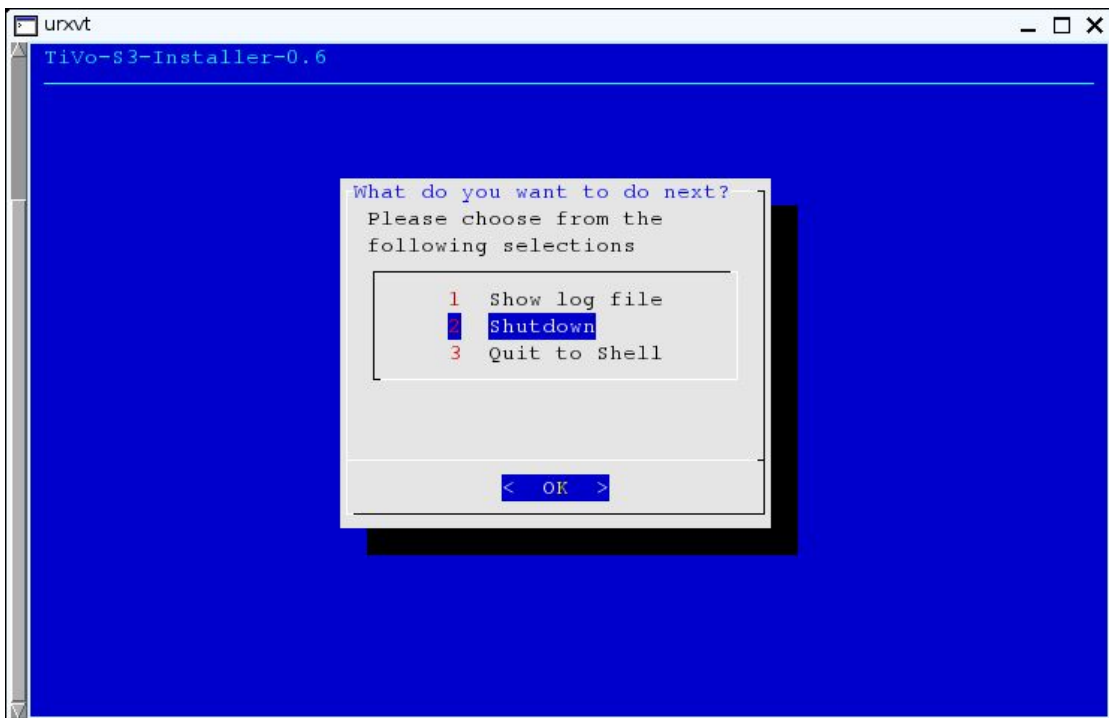 urxvt
TiVo-S3-Installer-0.6
What do you want to do next?
Please choose from the
following selections
1 Show log file
2 Shutdown
3 Quit to Shell
< OK >